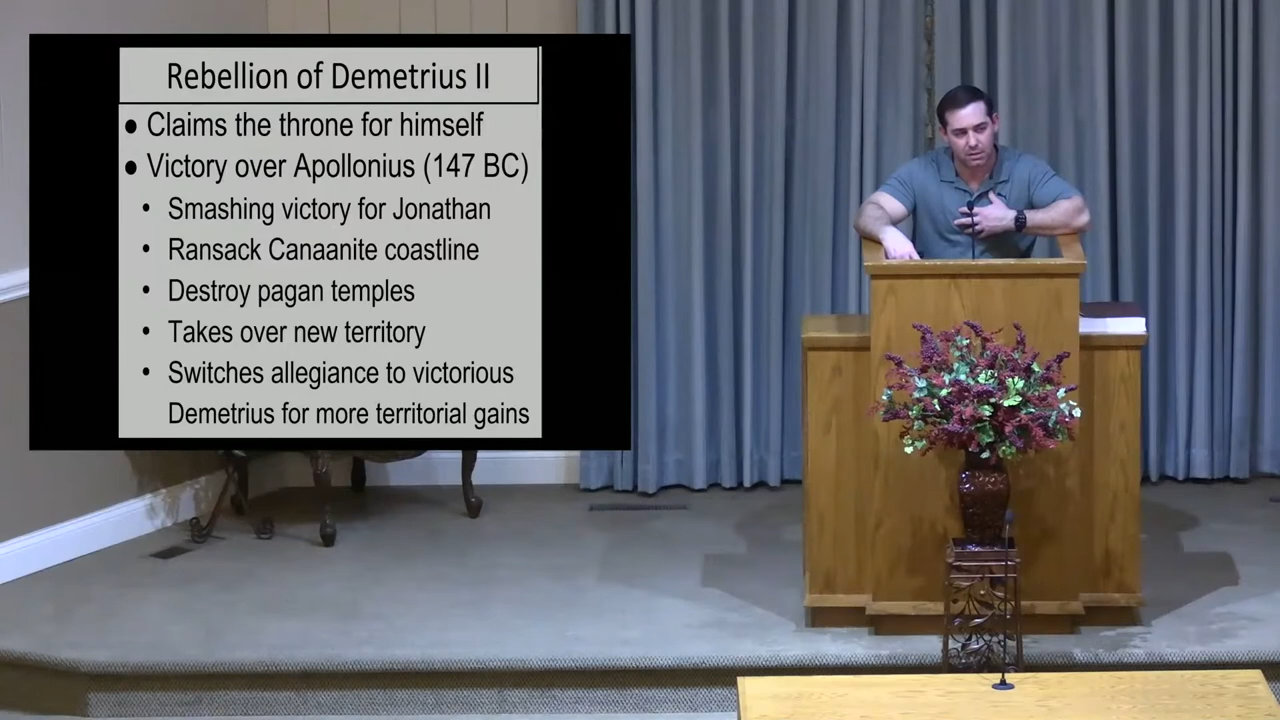 Rebellion of Demetrius II
● Claims the throne for himself
● Victory over Apollonius (147 BC)
• Smashing victory for Jonathan
• Ransack Canaanite coastline
• Destroy pagan temples
• Takes over new territory
• Switches allegiance to victorious
Demetrius for more territorial gains